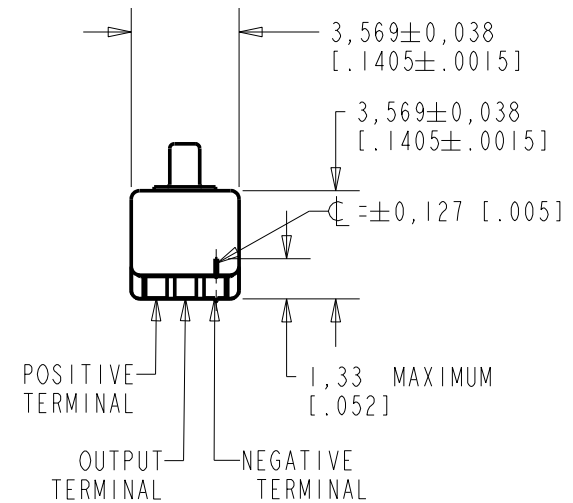 3,569±0,038
[.1405±.0015]
3,569±0,038
[.1405±.0015]
℄ =±0,127 [.005]
1,33 MAXIMUM
[.052]
POSITIVE
TERMINAL
OUTPUT
TERMINAL
NEGATIVE
TERMINAL